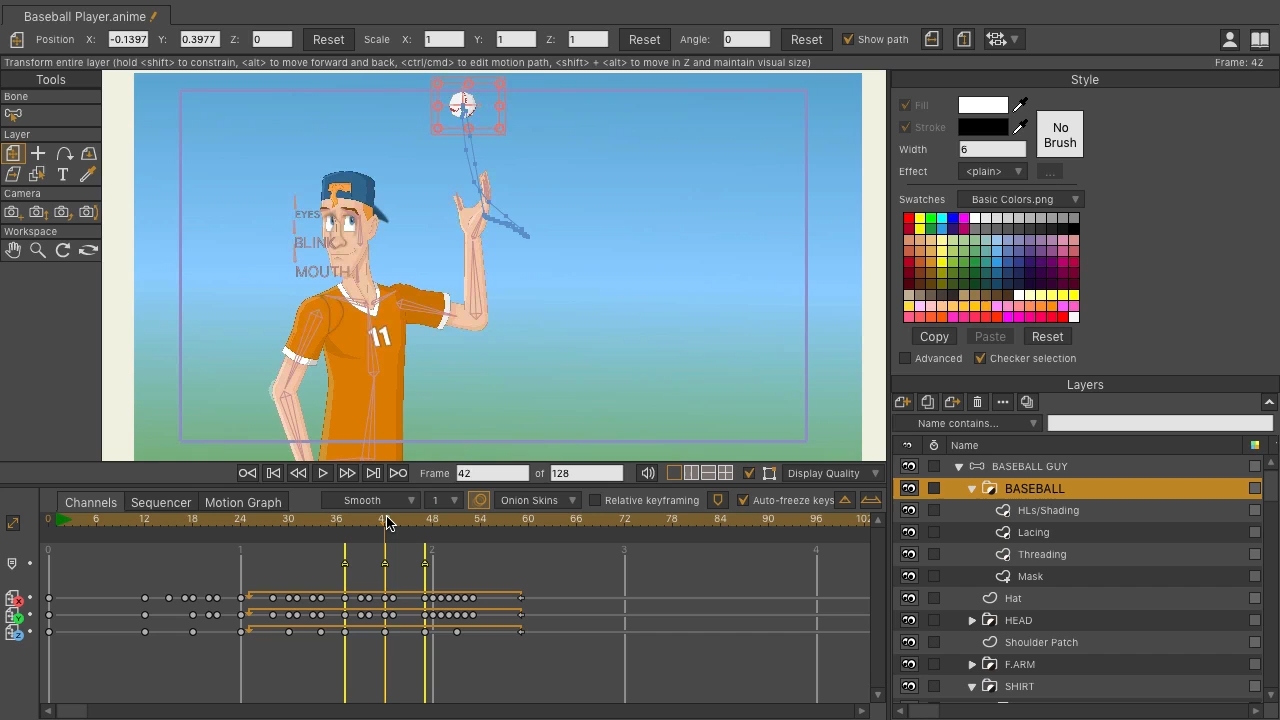 Baseball Player.anime
Position X: -0.1397 Y: 0.3977 Z: 0 Reset Scale X: 1 Y: 1 Z: 1 Reset Angle: 0 Reset Show path
Transform entire layer (hold <shift> to constrain, <alt> to move forward and back, <ctrl/cmd> to edit motion path, <shift> + <alt> to move in Z and maintain visual size) Frame: 42
Tools
Bone
Layer
T
Camera
Workspace
EYES
BLINK
MOUTH
11
Style
Fill
Stroke
No Brush
Width 6
Effect <plain> ...
Swatches Basic Colors.png
Copy Paste Reset
Advanced Checker selection
Layers
Name contains...
Name
BASEBALL GUY
BASEBALL
HLs/Shading
Lacing
Threading
Mask
Hat
HEAD
Shoulder Patch
F.ARM
SHIRT
Frame 42 of 128 Display Quality
Channels Sequencer Motion Graph Smooth 1 Onion Skins Relative keyframing Auto-freeze keys
0 6 12 18 24 30 36 48 54 60 66 72 78 84 90 96
0 1 2 3 4
X
Y
Z